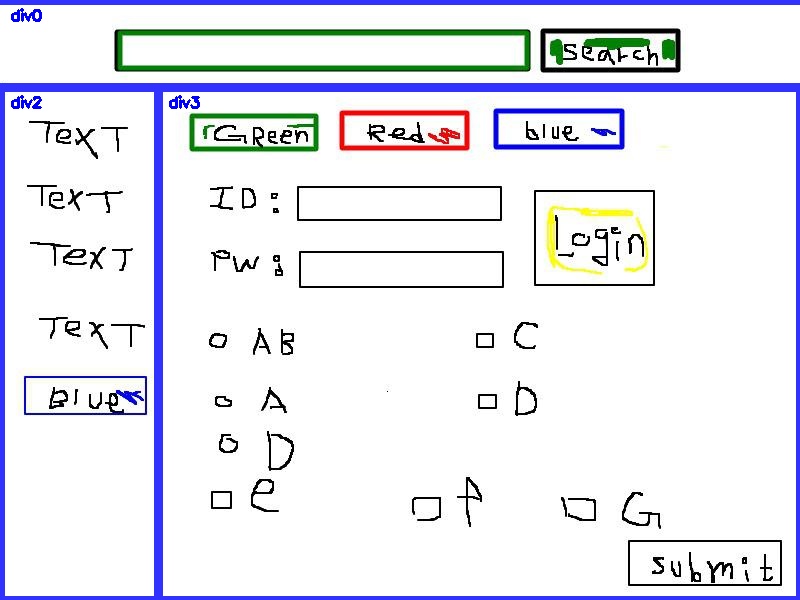 div0
Search
div2
TexT
TexT
TexT
TexT
blue
div3
GReen
Red
blue
ID:
PW:
Login
AB
C
A
D
D
e
f
G
submit